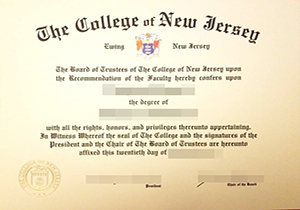 The College of New Jersey
Ewing New Jersey
The Board of Trustees of The College of New Jersey upon
the Recommendation of the Faculty hereby confers upon
the degree of
with all the rights, honors, and privileges thereunto appertaining.
In Witness Whereof the seal of The College and the signatures of the
President and the Chair of The Board of Trustees are hereunto
affixed this twentieth day of
President Chair of the Board